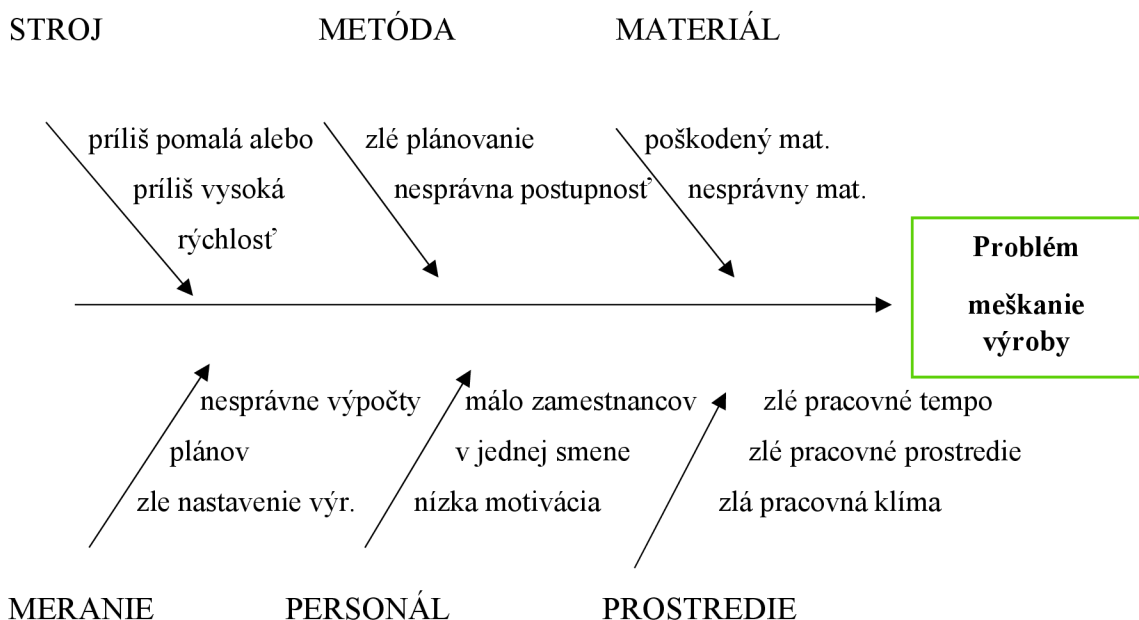 STROJ
METÓDA
MATERIÁL
príliš pomalá alebo
príliš vysoká
rýchlosť
zlé plánovanie
nesprávna postupnosť
poškodený mat.
nesprávny mat.
Problém
meškanie
výroby
nesprávne výpočty
plánov
zle nastavenie výr.
málo zamestnancov
v jednej smene
nízka motivácia
zlé pracovné tempo
zlé pracovné prostredie
zlá pracovná klíma
MERANIE
PERSONÁL
PROSTREDIE